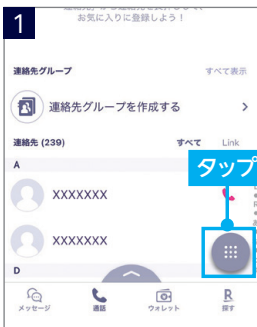 1
お気に入りに登録しよう！
連絡先グループ
すべて表示
連絡先グループを作成する
連絡先 (239)
すべて
Link
A
タップ
XXXXXXX
XXXXXXX
D
メッセージ
通話
ウォレット
R
探す